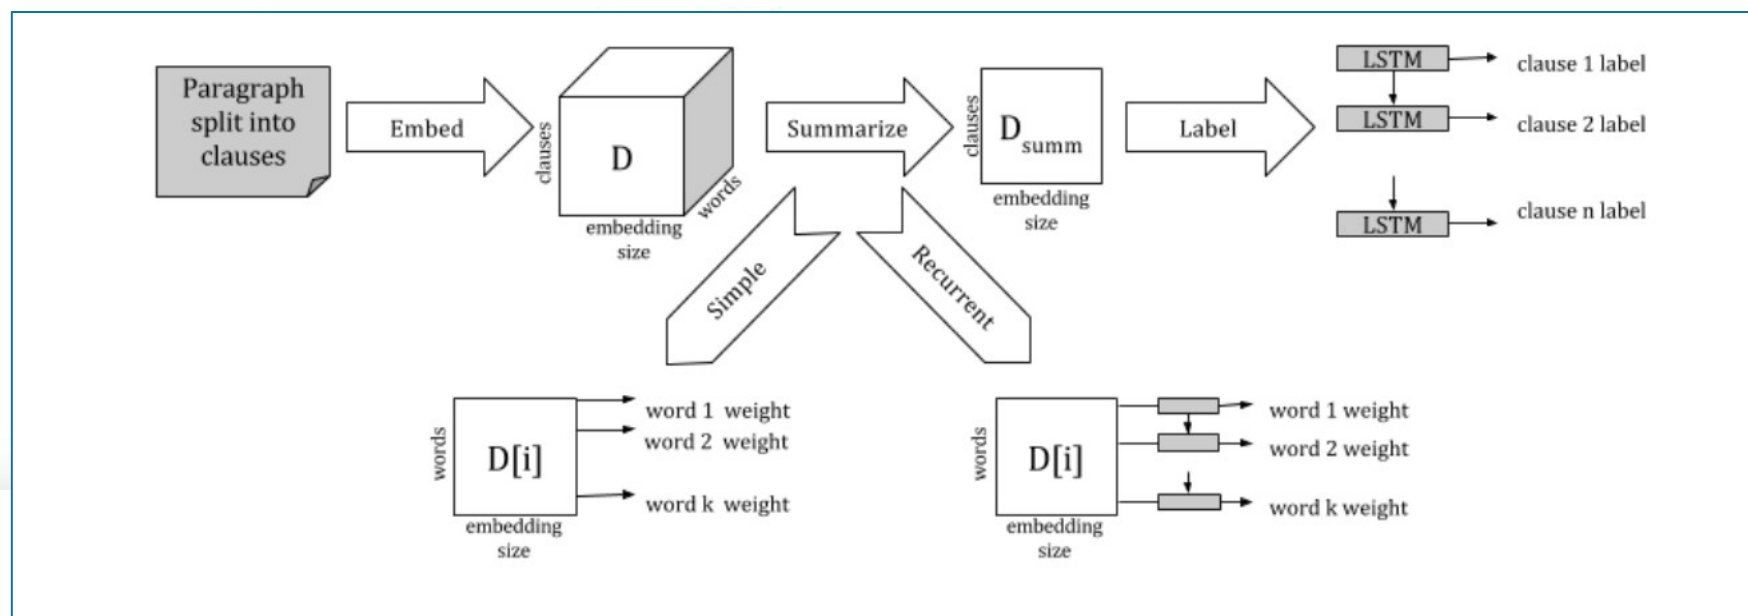 Paragraph
split into
clauses
Embed
clauses
D
words
embedding
size
Summarize
clauses
D summ
embedding
size
Label
LSTM
clause 1 label
LSTM
clause 2 label
LSTM
clause n label
Simple
Recurrent
words
D[i]
embedding
size
word 1 weight
word 2 weight
word k weight
words
D[i]
embedding
size
word 1 weight
word 2 weight
word k weight